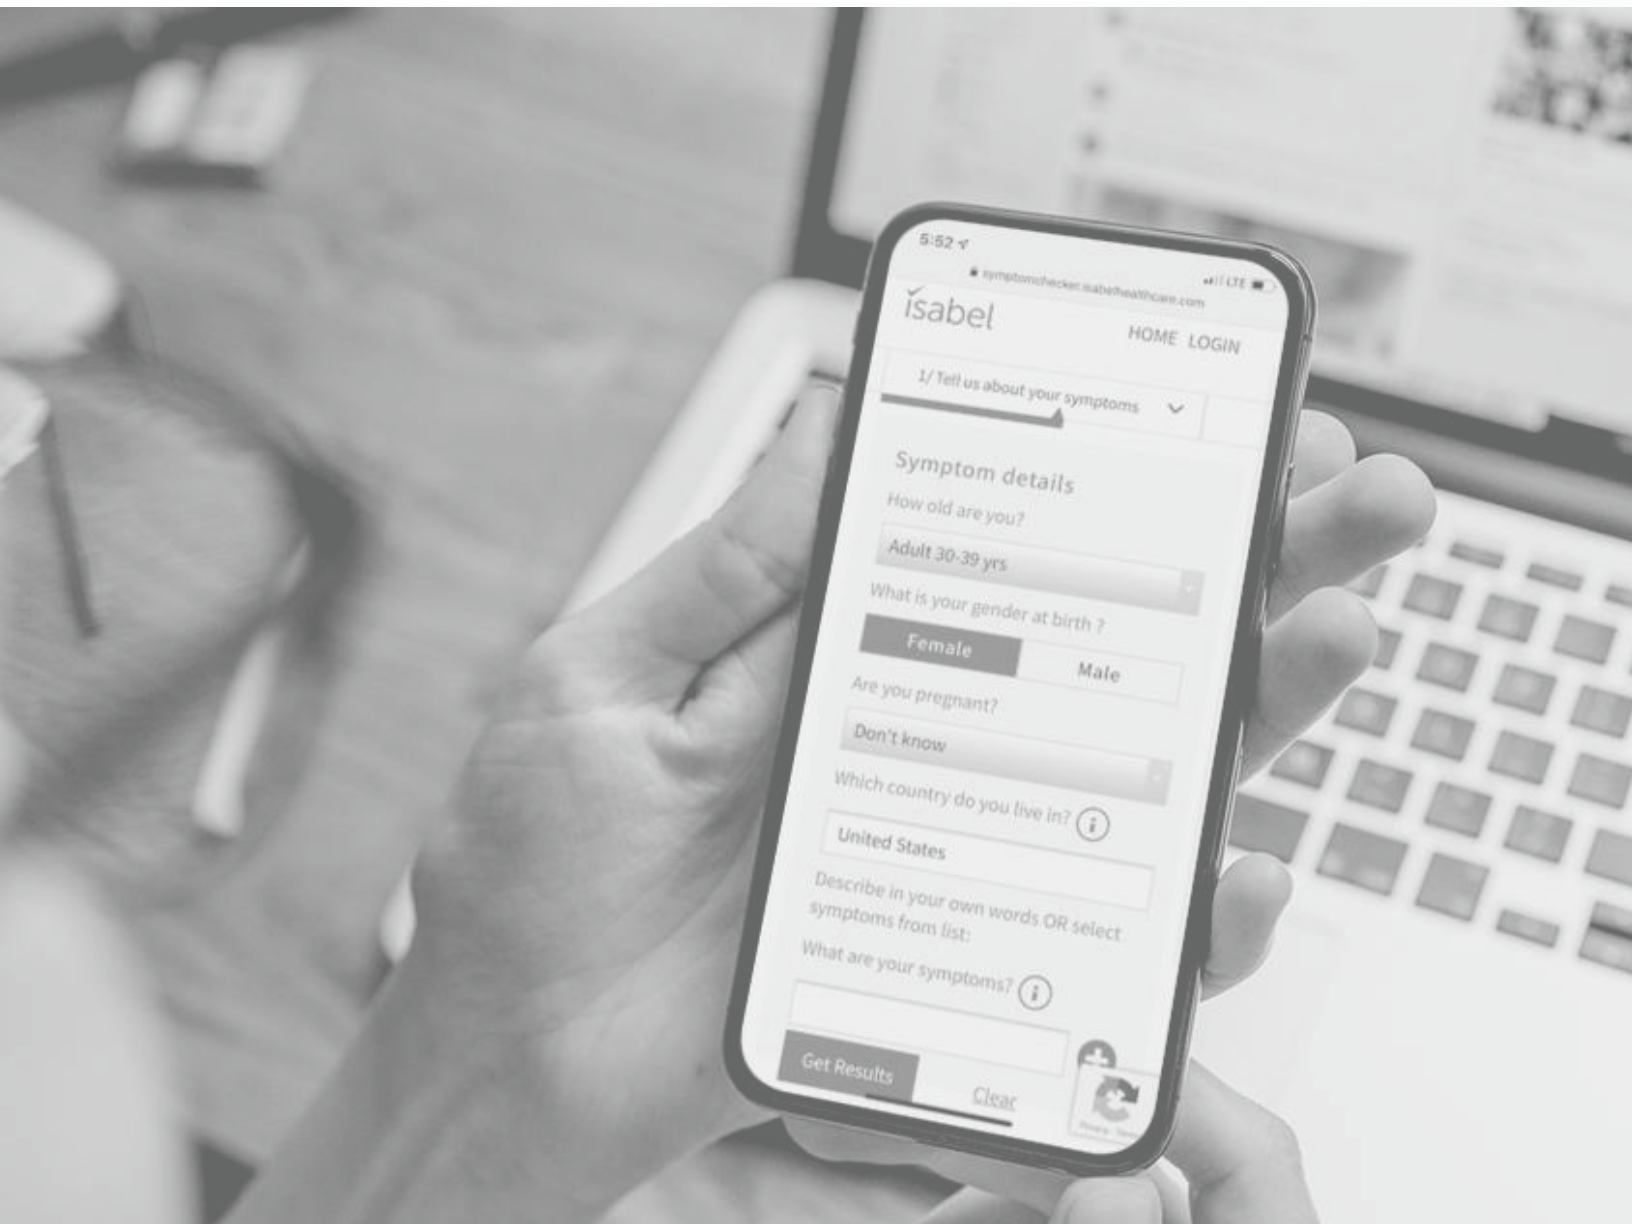 5:52
LTE
symptomchecker.isabelhealthcare.com
isabel
HOME LOGIN
1/ Tell us about your symptoms
Symptom details
How old are you?
Adult 30-39 yrs
What is your gender at birth ?
Female Male
Are you pregnant?
Don't know
Which country do you live in?
United States
Describe in your own words OR select
symptoms from list:
What are your symptoms?
Get Results Clear